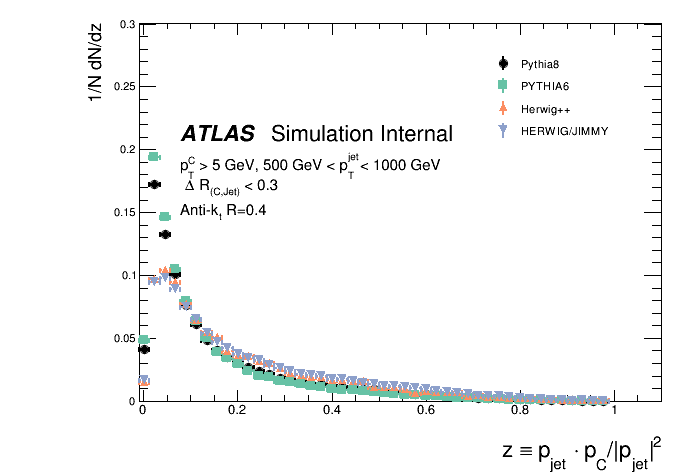 1/N dN/dz
0.3
0.25
0.2
0.15
0.1
0.05
0
Pythia8
PYTHIA6
Herwig++
HERWIG/JIMMY
ATLAS Simulation Internal
p_T^C > 5 GeV, 500 GeV < p_T^jet < 1000 GeV
Δ R_(C,Jet) < 0.3
Anti-k_t R=0.4
0 0.2 0.4 0.6 0.8 1
z ≡ p_jet · p_C/|p_jet|^2